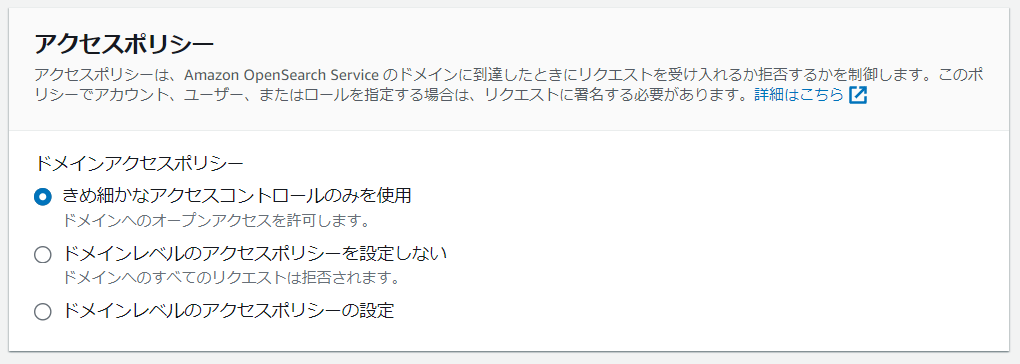 アクセスポリシー
アクセスポリシーは、Amazon OpenSearch Service のドメインに到達したときにリクエストを受け入れるか拒否するかを制御します。このポ
リシーでアカウント、ユーザー、またはロールを指定する場合は、リクエストに署名する必要があります。詳細はこちら
ドメインアクセスポリシー
きめ細かなアクセスコントロールのみを使用
ドメインへのオープンアクセスを許可します。
ドメインレベルのアクセスポリシーを設定しない
ドメインへのすべてのリクエストは拒否されます。
ドメインレベルのアクセスポリシーの設定